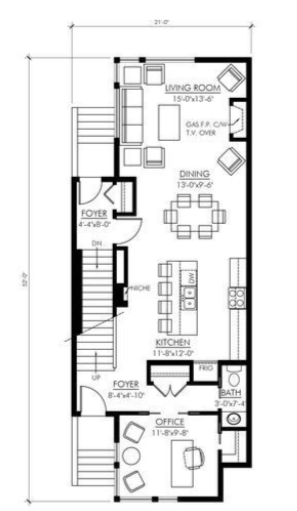 21'-0"
LIVING ROOM
15'-0"x13'-6"
GAS F.P. C/W
T.V. OVER
DINING
13'-0"x9'-6"
FOYER
4'-4"x8'-0"
DN
52'-0"
NICHE
DW
KITCHEN
11'-8"x12'-0"
FRIG
UP
FOYER
8'-4"x4'-10"
BATH
3'-0"x7'-4"
OFFICE
11'-8"x9'-8"